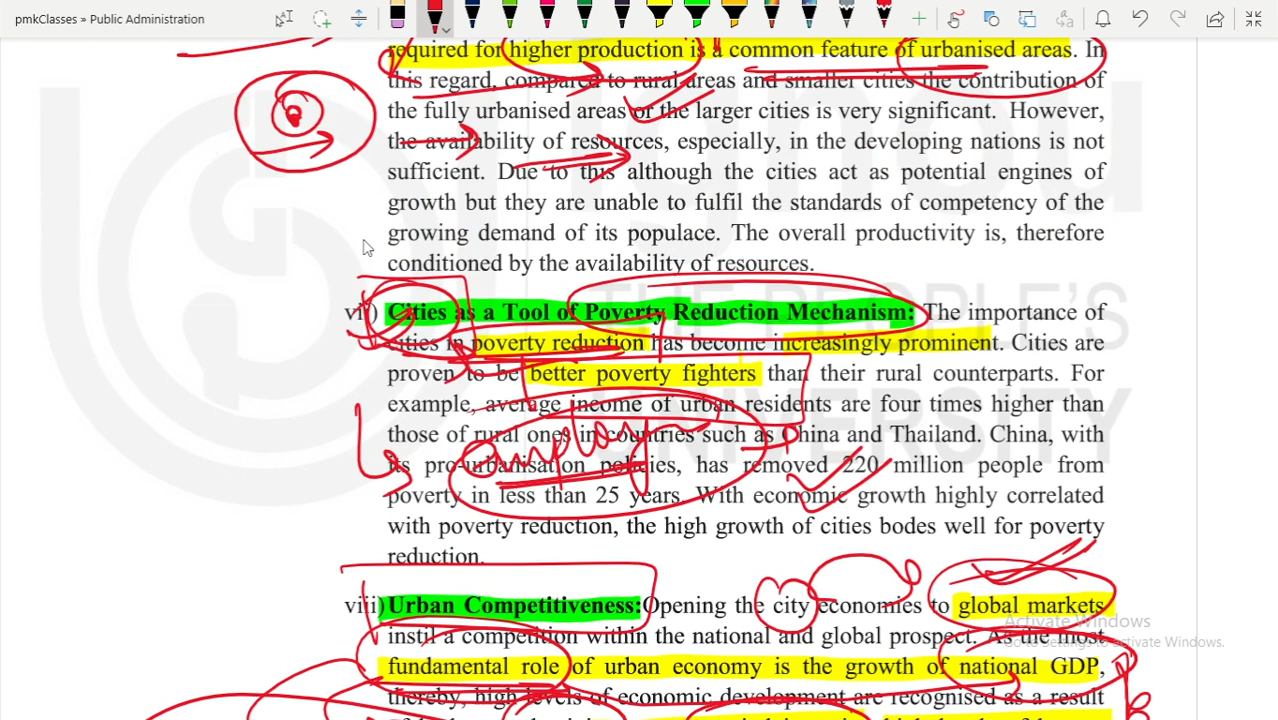 pmkClasses » Public Administration
required for higher production is a common feature of urbanised areas. In
this regard, compared to rural areas and smaller cities the contribution of
the fully urbanised areas or the larger cities is very significant. However,
the availability of resources, especially, in the developing nations is not
sufficient. Due to this although the cities act as potential engines of
growth but they are unable to fulfil the standards of competency of the
growing demand of its populace. The overall productivity is, therefore
conditioned by the availability of resources.
vii) Cities as a Tool of Poverty Reduction Mechanism: The importance of
cities in poverty reduction has become increasingly prominent. Cities are
proven to be better poverty fighters than their rural counterparts. For
example, average income of urban residents are four times higher than
those of rural ones in countries such as China and Thailand. China, with
its pro-urbanisation policies, has removed 220 million people from
poverty in less than 25 years. With economic growth highly correlated
with poverty reduction, the high growth of cities bodes well for poverty
reduction.
viii) Urban Competitiveness: Opening the city economies to global markets
instil a competition within the national and global prospect. As the most
fundamental role of urban economy is the growth of national GDP,
thereby, high levels of economic development are recognised as a result
ignou
THE PEOPLE'S
UNIVERSITY
Activate Windows
Go to Settings to activate Windows.